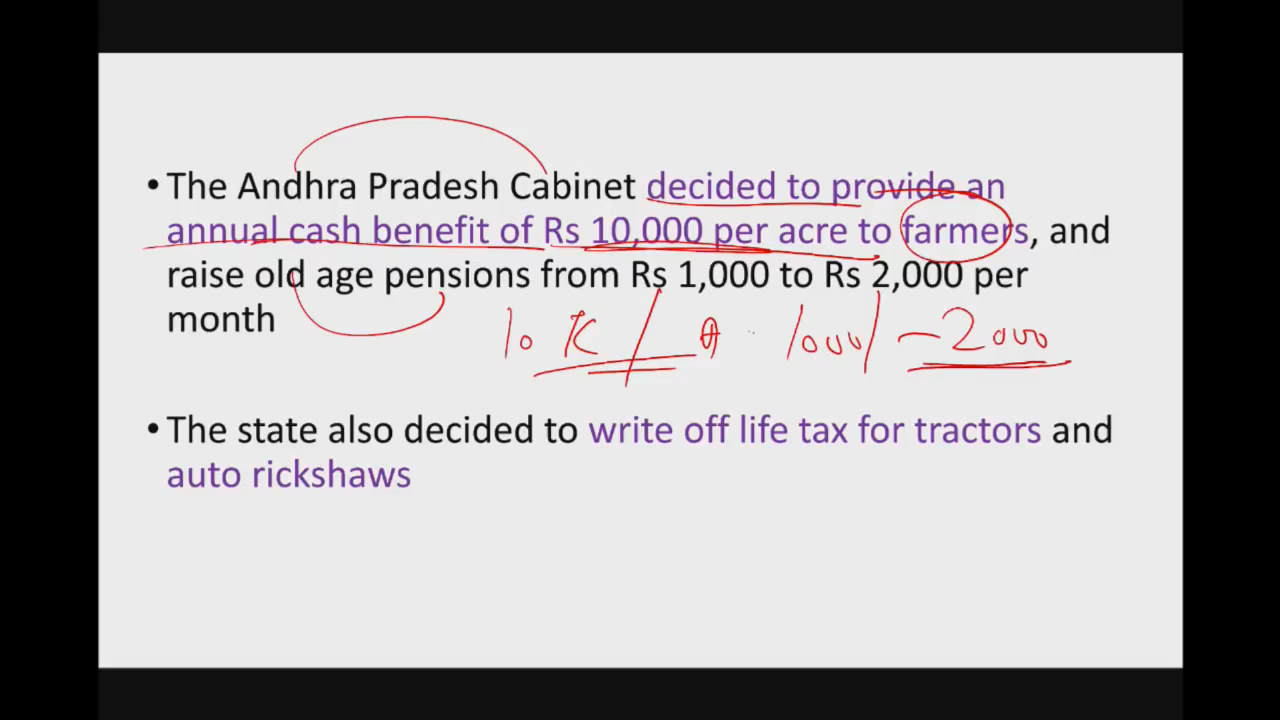 • The Andhra Pradesh Cabinet decided to provide an
annual cash benefit of Rs 10,000 per acre to farmers, and
raise old age pensions from Rs 1,000 to Rs 2,000 per
month
10 K / A 1000/ - 2000
• The state also decided to write off life tax for tractors and
auto rickshaws